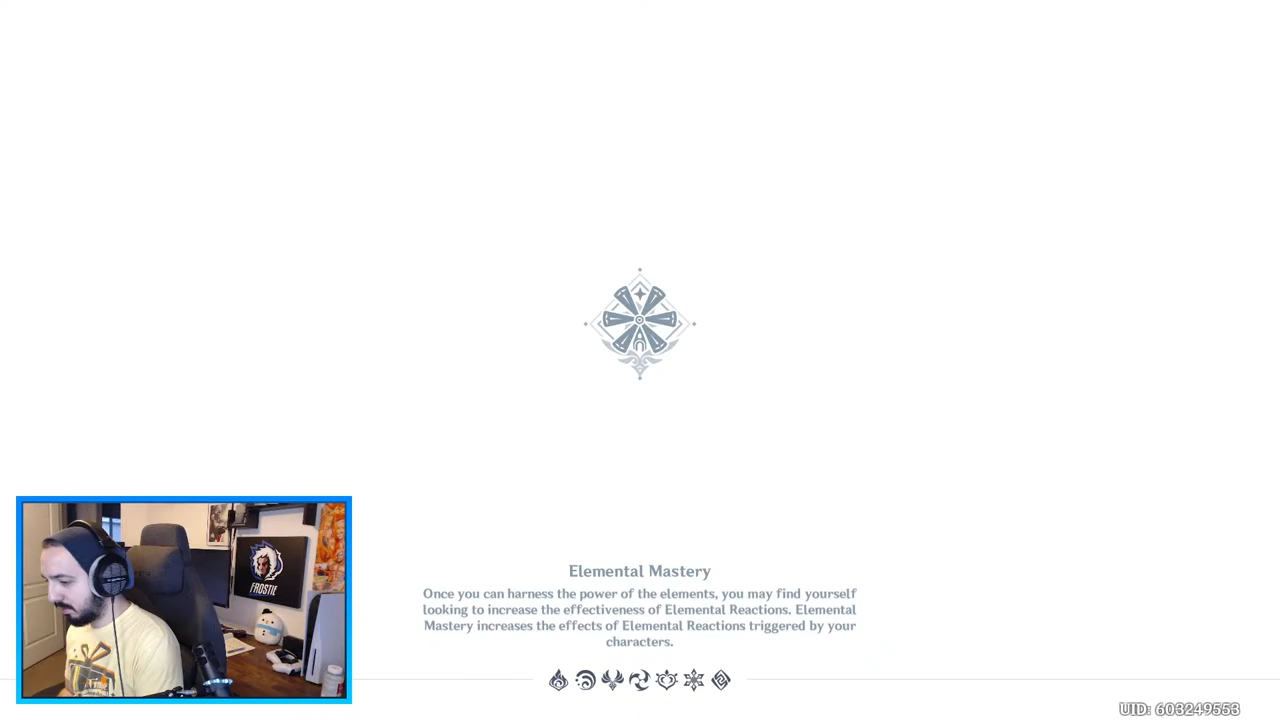 FROSTIE
Elemental Mastery
Once you can harness the power of the elements, you may find yourself
looking to increase the effectiveness of Elemental Reactions. Elemental
Mastery increases the effects of Elemental Reactions triggered by your
characters.
UID: 603249553